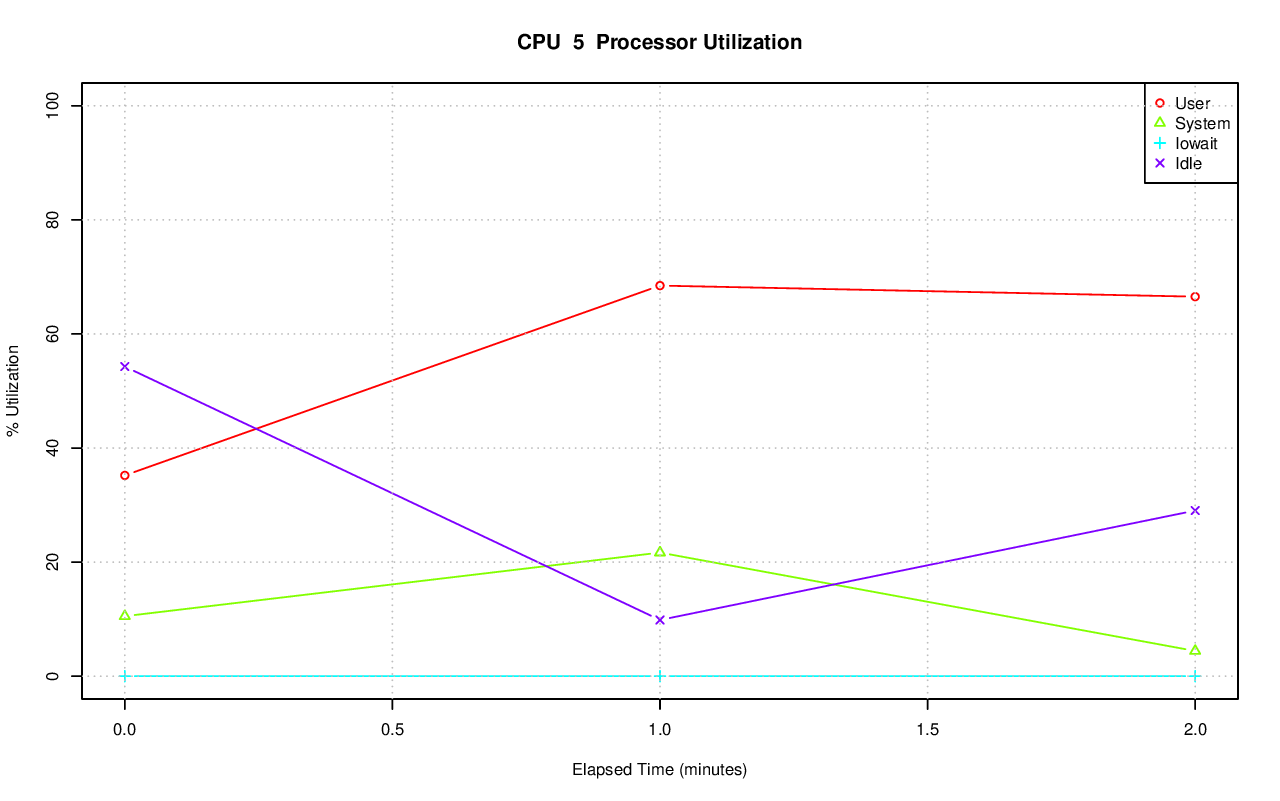 CPU  5  Processor Utilization
User
System
Iowait
Idle
% Utilization
100
80
60
40
20
0
0.0 0.5 1.0 1.5 2.0
Elapsed Time (minutes)